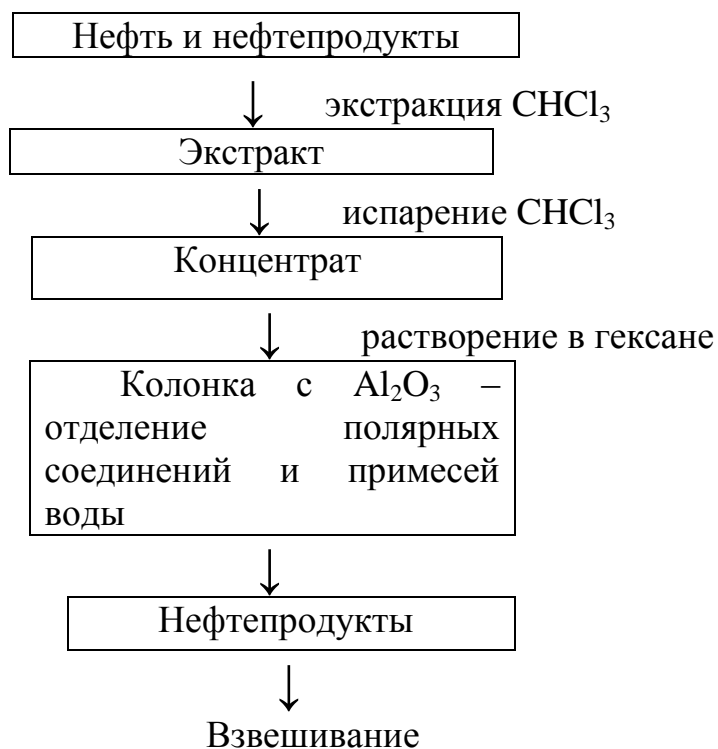 Нефть и нефтепродукты
экстракция CHCl₃
Экстракт
испарение CHCl₃
Концентрат
растворение в гексане
Колонка с Al₂O₃ –
отделение полярных
соединений и примесей
воды
Нефтепродукты
Взвешивание